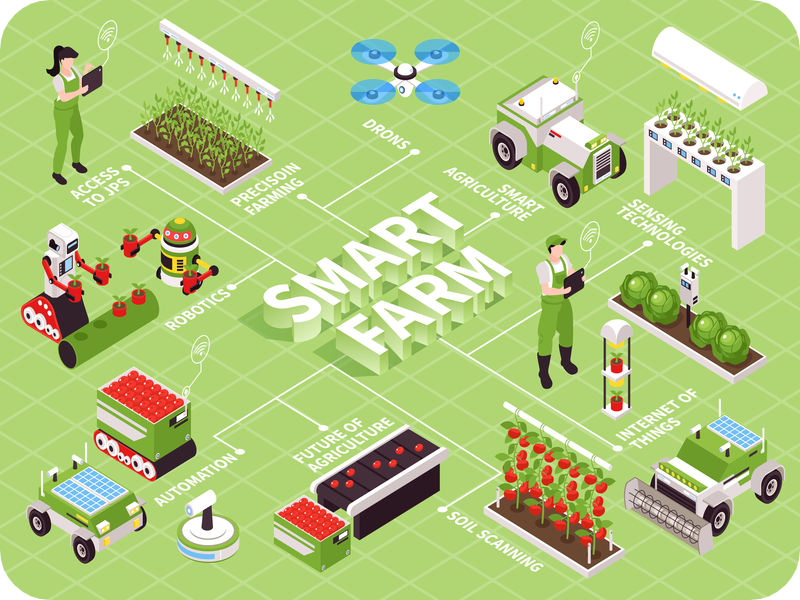 DRONS
ACCESS
TO JPS
PRECISOIN
FARMING
SMART
AGRICULTURE
SENSING
TECHNOLOGIES
SMART
FARM
ROBOTICS
INTERNET OF
THINGS
AUTOMATION
FUTURE OF
AGRICULTURE
SOIL SCANNING